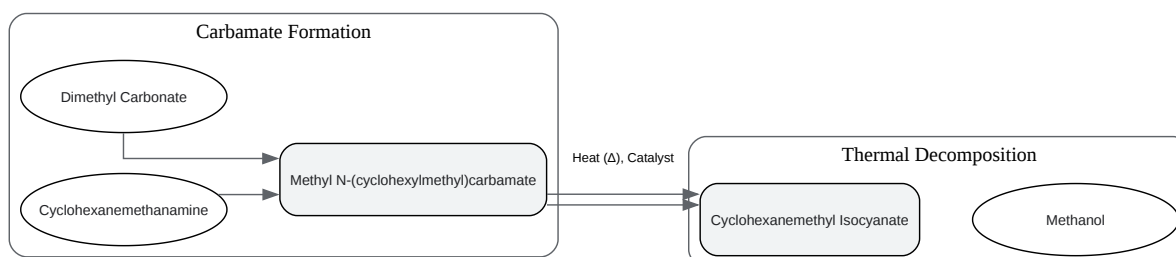 Carbamate Formation
Dimethyl Carbonate
Methyl N-(cyclohexylmethyl)carbamate
Cyclohexanemethanamine
Heat (Δ), Catalyst
Thermal Decomposition
Cyclohexanemethyl Isocyanate
Methanol